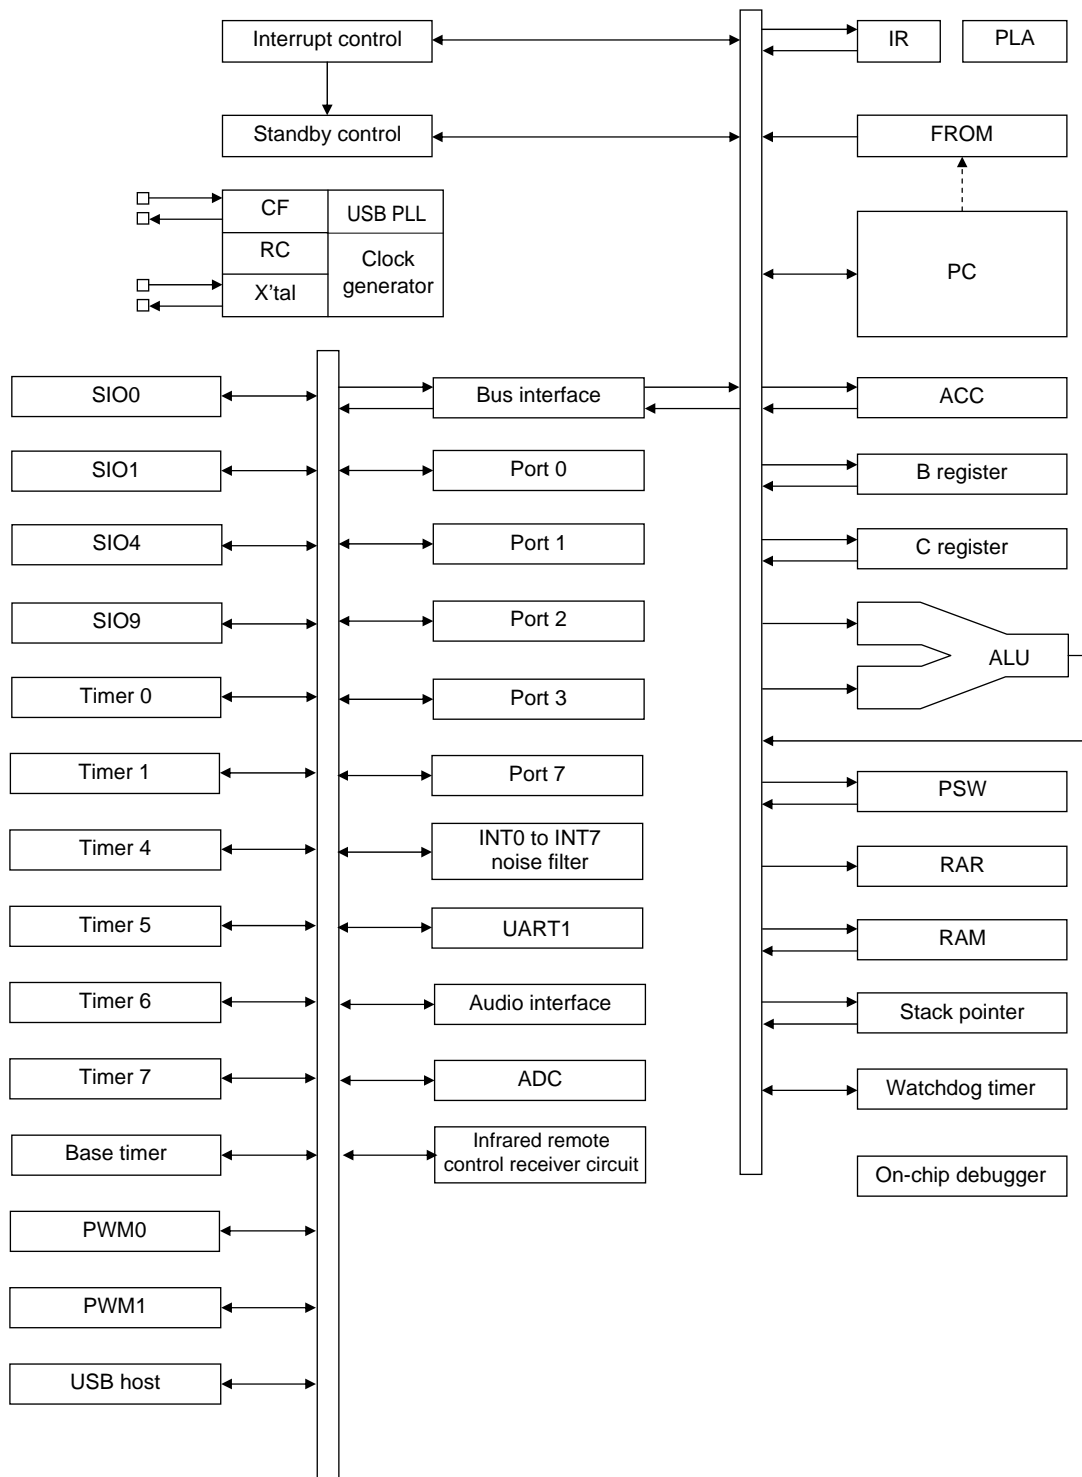 Interrupt control
IR
PLA
Standby control
FROM
CF
USB PLL
RC
Clock
generator
X'tal
PC
SIO0
Bus interface
ACC
SIO1
Port 0
B register
SIO4
Port 1
C register
SIO9
Port 2
ALU
Timer 0
Port 3
Timer 1
Port 7
PSW
Timer 4
INT0 to INT7
noise filter
RAR
Timer 5
UART1
RAM
Timer 6
Audio interface
Stack pointer
Timer 7
ADC
Watchdog timer
Base timer
Infrared remote
control receiver circuit
On-chip debugger
PWM0
PWM1
USB host